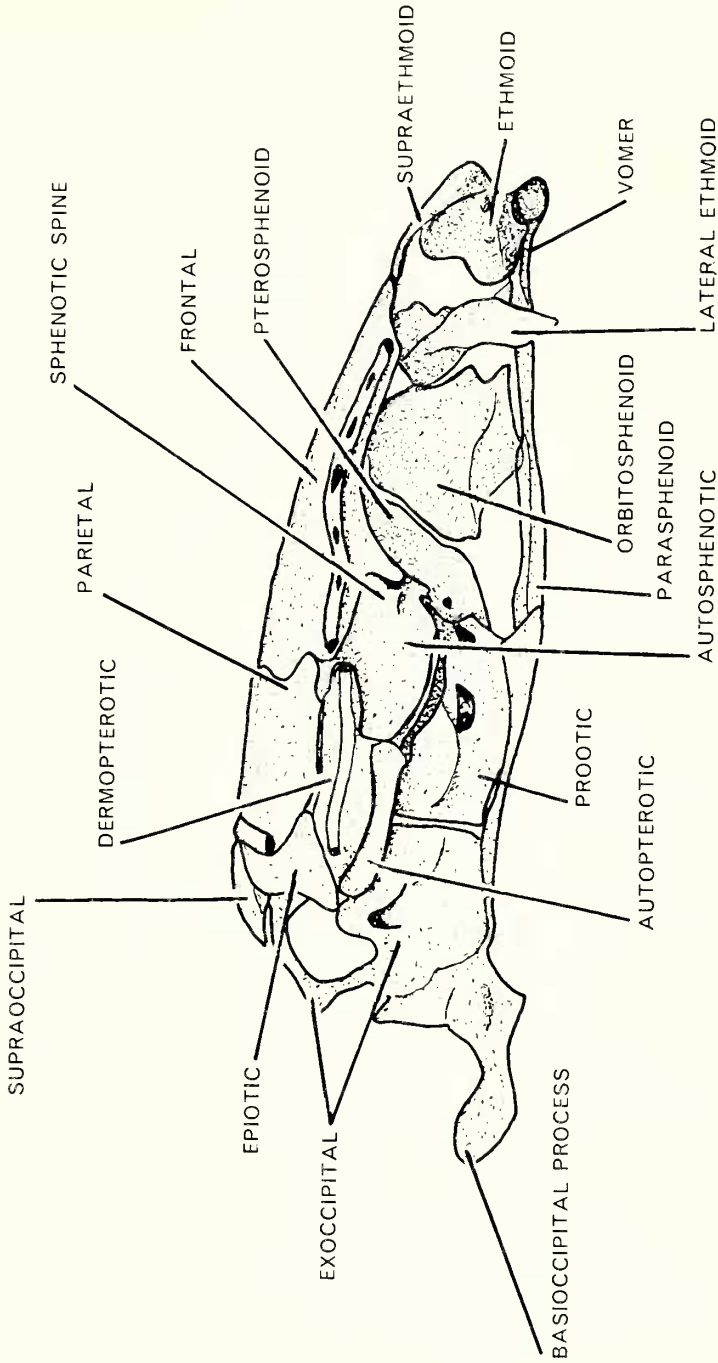 SUPRAOCCIPITAL
DERMOPTEROTIC
PARIETAL
SPHENOTIC SPINE
FRONTAL
PTEROSPHENOID
SUPRAETHMOID
ETHMOID
VOMER
LATERAL ETHMOID
ORBITOSPHENOID
PARASPHENOID
AUTOSPHENOTIC
PROOTIC
AUTOPTEROTIC
EPIOTIC
EXOCCIPITAL
BASIOCCIPITAL PROCESS